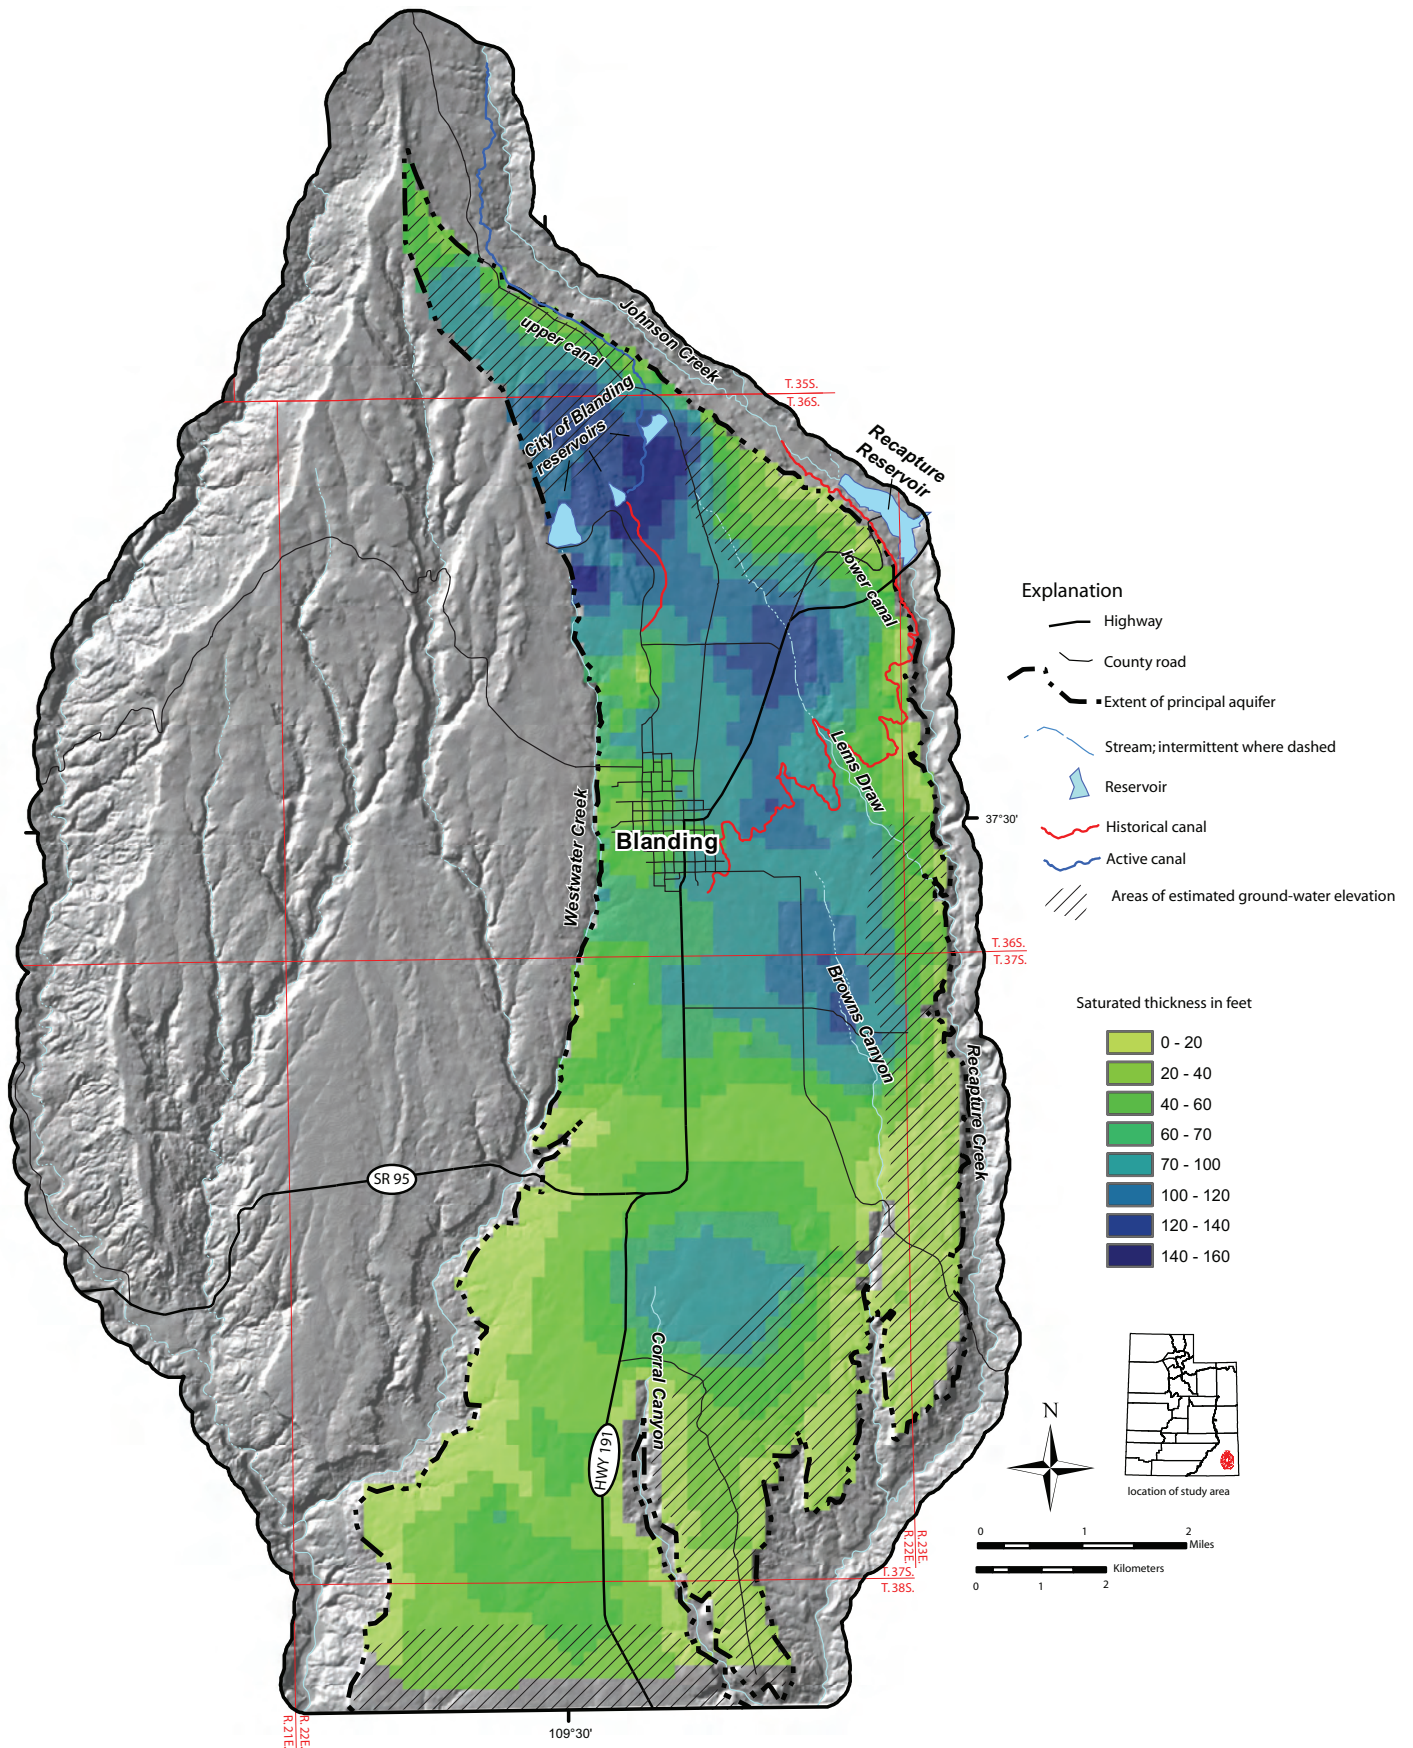 Johnson Creek
upper canal
T.35S.
T.36S.
City of Blanding
reservoirs
Recapture
Reservoir
lower canal
Explanation
Highway
County road
Extent of principal aquifer
Stream; intermittent where dashed
Reservoir
Historical canal
Active canal
Areas of estimated ground-water elevation
Lems Draw
37°30'
Westwater Creek
Blanding
T.36S.
T.37S.
Browns Canyon
Recapture Creek
Saturated thickness in feet
0 - 20
20 - 40
40 - 60
60 - 70
70 - 100
100 - 120
120 - 140
140 - 160
SR 95
Corral Canyon
HWY 191
N
location of study area
0 1 2
Miles
Kilometers
0 1 2
R.22E.
R.23E.
T.37S.
T.38S.
R.21E.
R.22E.
109°30'